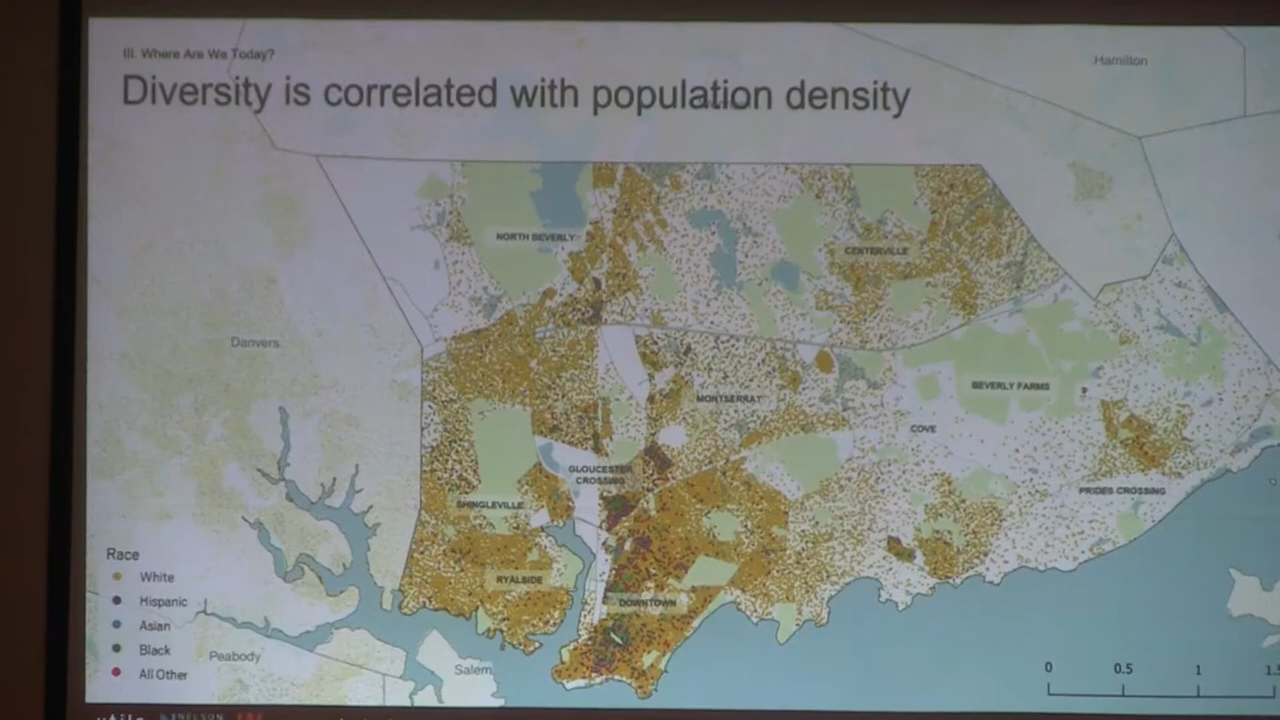 III. Where Are We Today?
Diversity is correlated with population density
Hamilton
NORTH BEVERLY
CENTERVILLE
Danvers
BEVERLY FARMS
MONTSERRAT
COVE
GLOUCESTER
CROSSING
PRIDES CROSSING
SHINGLEVILLE
Race
White
RYALSIDE
Hispanic
DOWNTOWN
Asian
Black
Peabody
Salem
All Other
0 0.5 1 1.5